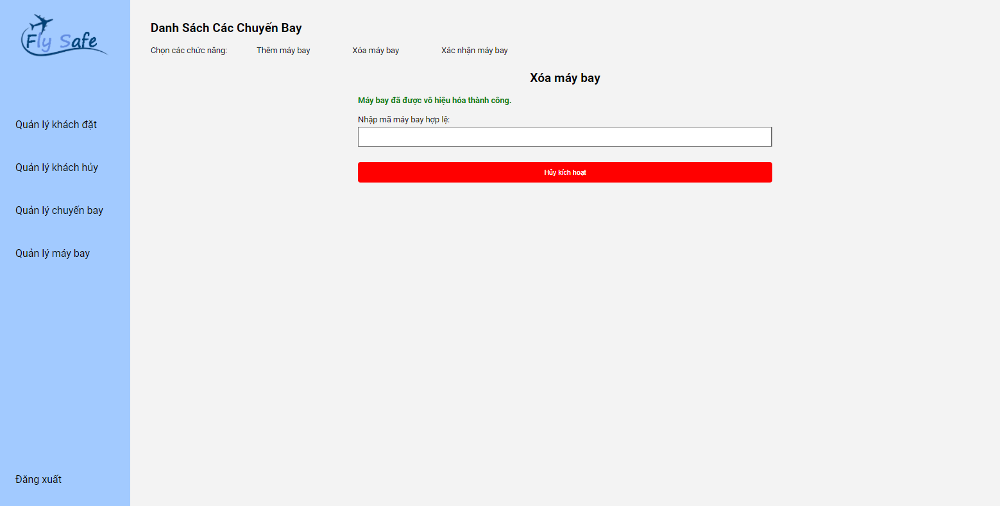 Fly Safe
Quản lý khách đặt
Quản lý khách hủy
Quản lý chuyến bay
Quản lý máy bay
Đăng xuất
Danh Sách Các Chuyến Bay
Chọn các chức năng: Thêm máy bay Xóa máy bay Xác nhận máy bay
Xóa máy bay
Máy bay đã được vô hiệu hóa thành công.
Nhập mã máy bay hợp lệ:
Hủy kích hoạt